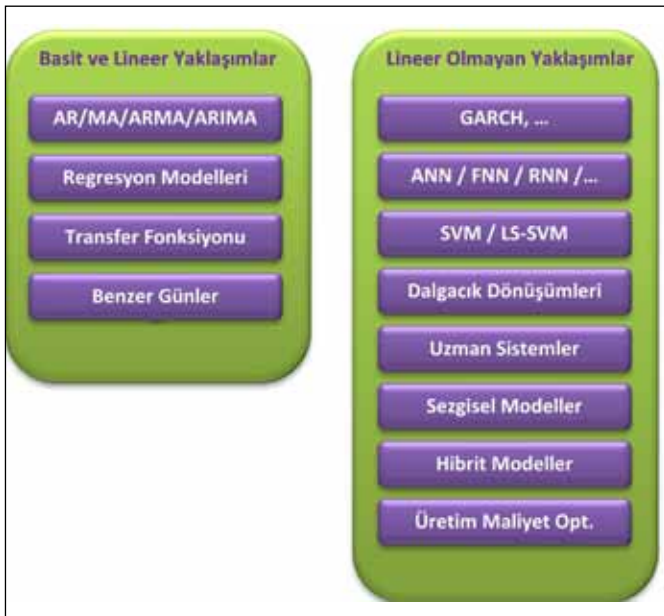 Basit ve Lineer Yaklaşımlar
AR/MA/ARMA/ARIMA
Regresyon Modelleri
Transfer Fonksiyonu
Benzer Günler
Lineer Olmayan Yaklaşımlar
GARCH, ...
ANN / FNN / RNN /...
SVM / LS-SVM
Dalgacık Dönüşümleri
Uzman Sistemler
Sezgisel Modeller
Hibrit Modeller
Üretim Maliyet Opt.